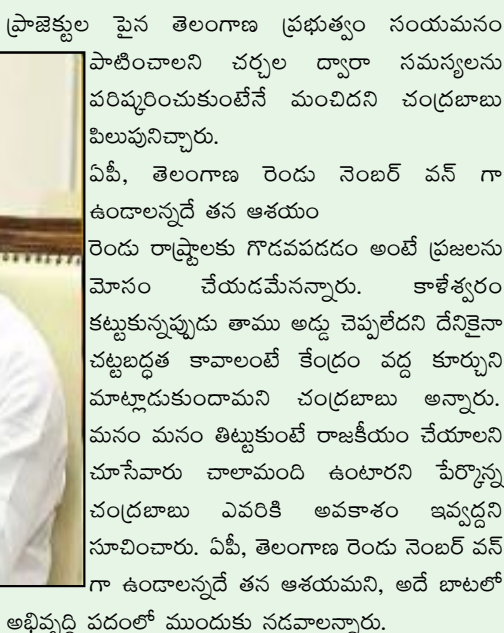 ప్రాజెక్టుల పైన తెలంగాణ ప్రభుత్వం సంయమనం
పాటించాలని చర్చల ద్వారా సమస్యలను
పరిష్కరించుకుంటేనే మంచిదని చంద్రబాబు
పిలుపునిచ్చారు.
ఏపీ, తెలంగాణ రెండు నెంబర్ వన్ గా
ఉండాలన్నదే తన ఆశయం
రెండు రాష్ట్రాలకు గొడవపడడం అంటే ప్రజలను
మోసం చేయడమేనన్నారు. కాళేశ్వరం
కట్టుకున్నప్పుడు తాము అడ్డు చెప్పలేదని దేనికైనా
చట్టబద్ధత కావాలంటే కేంద్రం వద్ద కూర్చుని
మాట్లాడుకుందామని చంద్రబాబు అన్నారు.
మనం మనం తిట్టుకుంటే రాజకీయం చేయాలని
చూసేవారు చాలామంది ఉంటారని పేర్కొన్న
చంద్రబాబు ఎవరికి అవకాశం ఇవ్వద్దని
సూచించారు. ఏపీ, తెలంగాణ రెండు నెంబర్ వన్
గా ఉండాలన్నదే తన ఆశయమని, అదే బాటలో
అభివృద్ధి పదంలో ముందుకు నడవాలన్నారు.